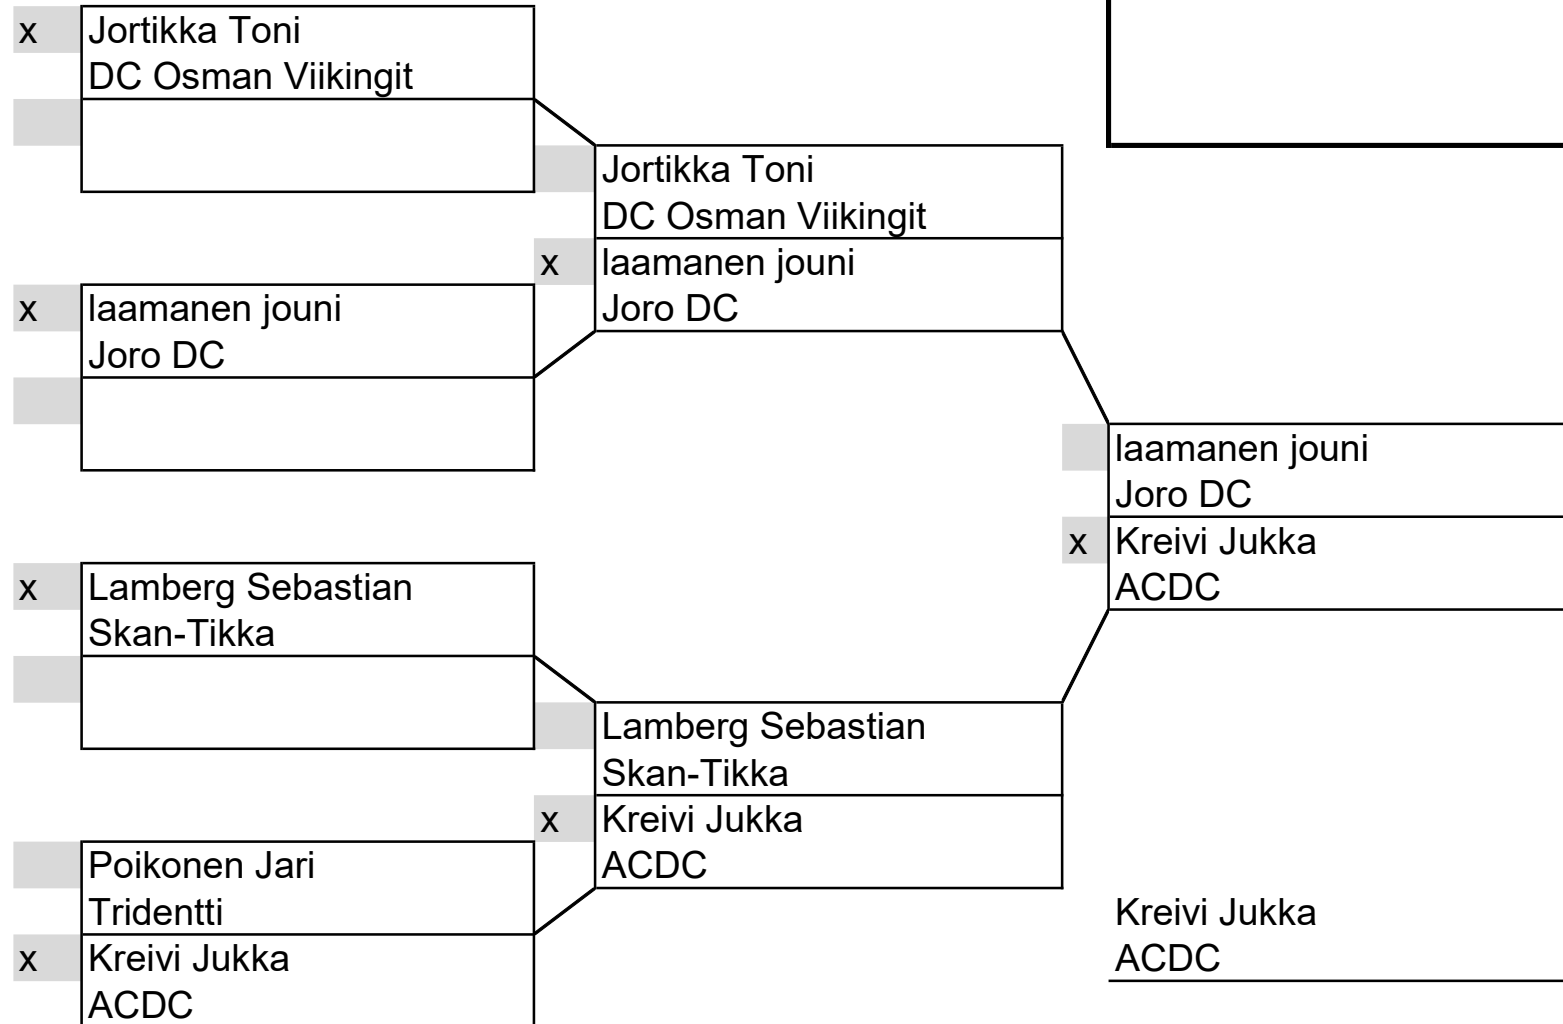 x Jortikka Toni
DC Osman Viikingit
Jortikka Toni
DC Osman Viikingit
x laamanen jouni
Joro DC
x laamanen jouni
Joro DC
laamanen jouni
Joro DC
x Kreivi Jukka
ACDC
x Lamberg Sebastian
Skan-Tikka
Lamberg Sebastian
Skan-Tikka
x Kreivi Jukka
ACDC
Poikonen Jari
Tridentti
x Kreivi Jukka
ACDC
Kreivi Jukka
ACDC